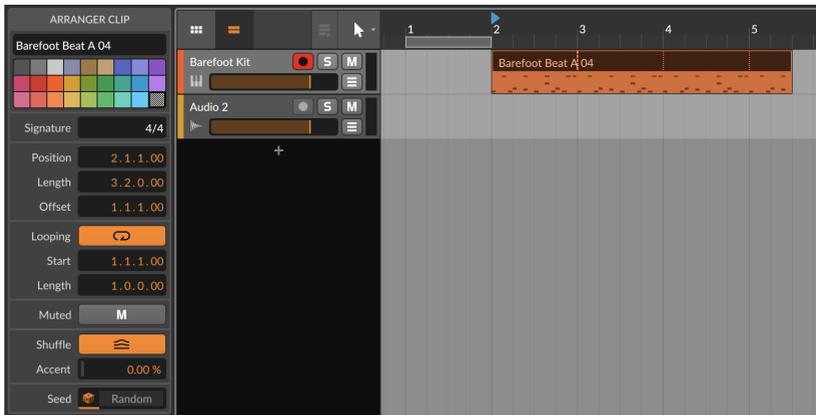 ARRANGER CLIP
Barefoot Beat A 04
Signature 4/4
Position 2.1.1.00
Length 3.2.0.00
Offset 1.1.1.00
Looping
Start 1.1.1.00
Length 1.0.0.00
Muted M
Shuffle
Accent 0.00 %
Seed Random
1 2 3 4 5
Barefoot Kit S M
Barefoot Beat A 04
Audio 2 S M
+